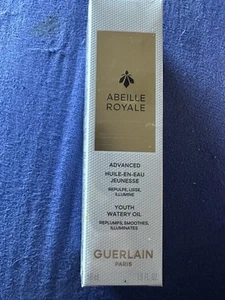 ABEILLE
ROYALE
ADVANCED
HUILE-EN-EAU
JEUNESSE
REPULPE, LISSE,
ILLUMINE
YOUTH
WATERY OIL
REPLUMPS, SMOOTHES,
ILLUMINATES
GUERLAIN
PARIS